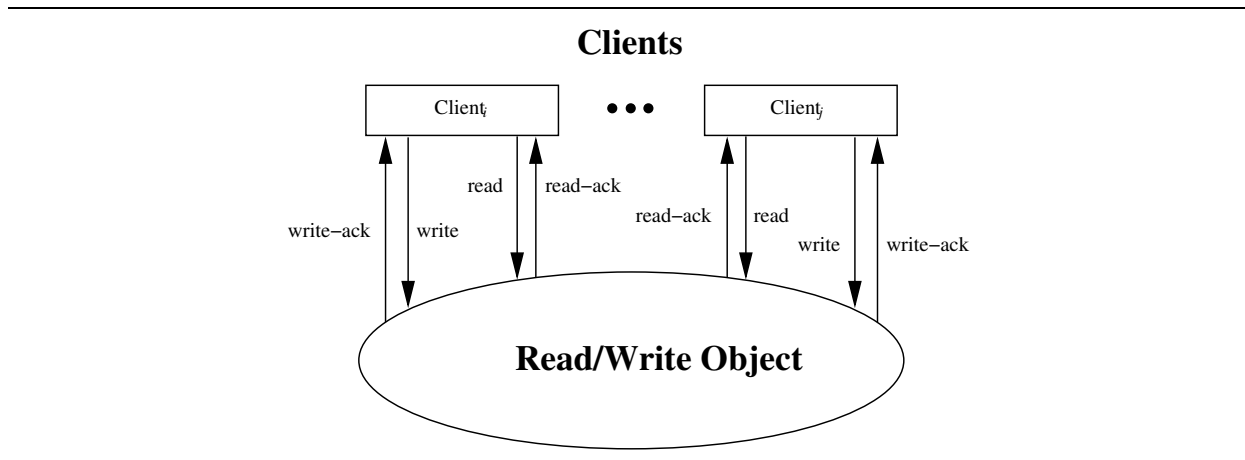 Clients
Client_i ••• Client_j
read read−ack
read−ack read
write−ack write
write write−ack
Read/Write Object